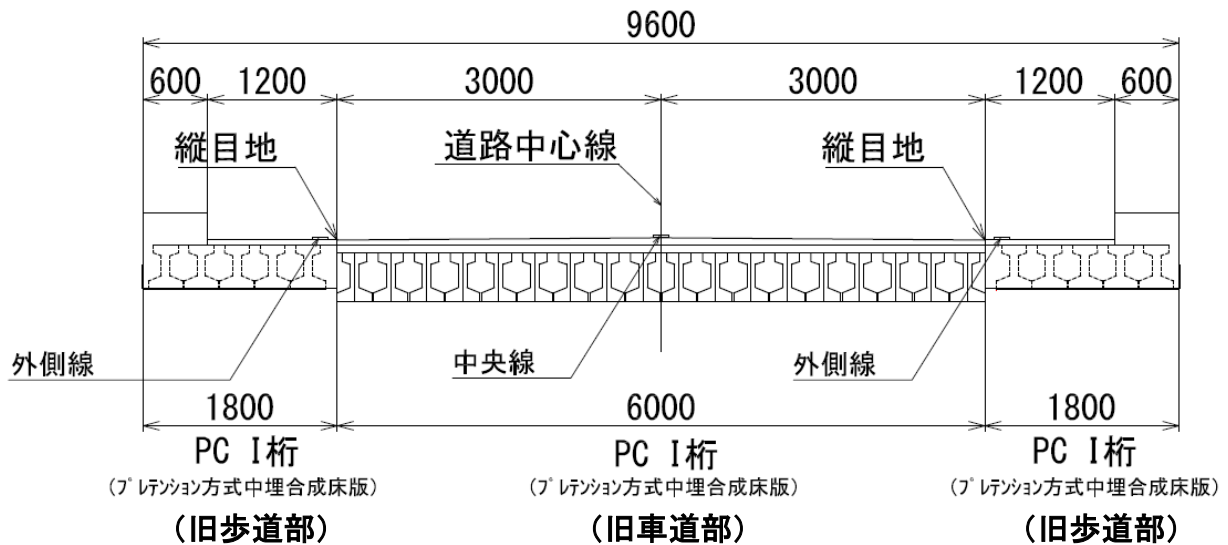 9600
600 1200 3000 3000 1200 600
縦目地 道路中心線 縦目地
外側線 中央線 外側線
1800 6000 1800
PC I桁 PC I桁 PC I桁
(プレテンション方式中埋合成床版) (プレテンション方式中埋合成床版) (プレテンション方式中埋合成床版)
(旧歩道部) (旧車道部) (旧歩道部)